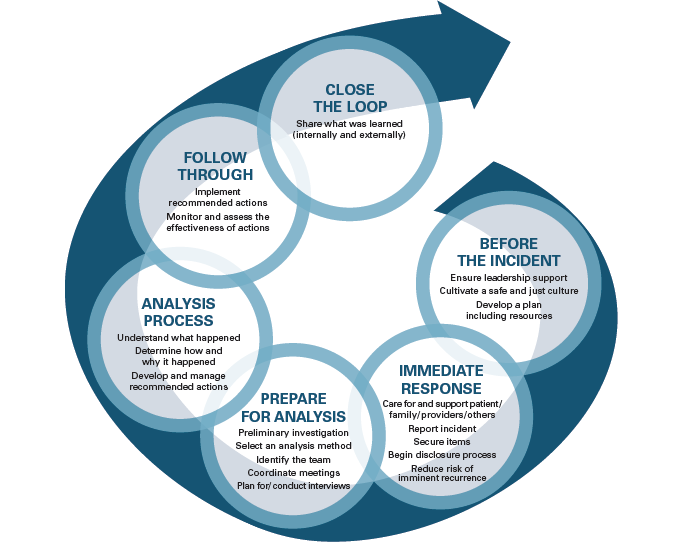 CLOSE
THE LOOP
Share what was learned
(internally and externally)
FOLLOW
THROUGH
Implement
recommended actions
Monitor and assess the
effectiveness of actions
BEFORE
THE INCIDENT
Ensure leadership support
Cultivate a safe and just culture
Develop a plan
including resources
ANALYSIS
PROCESS
Understand what happened
Determine how and
why it happened
Develop and manage
recommended actions
IMMEDIATE
RESPONSE
Care for and support patient/
family/providers/others
Report incident
Secure items
Begin disclosure process
Reduce risk of
imminent recurrence
PREPARE
FOR ANALYSIS
Preliminary investigation
Select an analysis method
Identify the team
Coordinate meetings
Plan for/conduct interviews